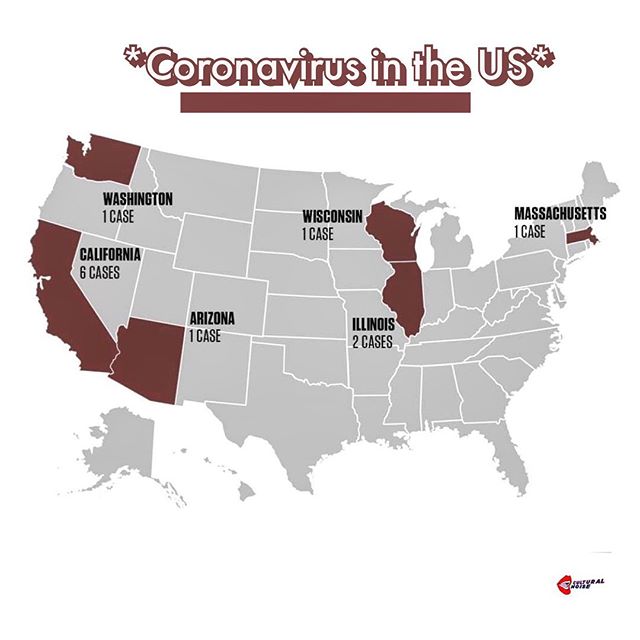 *Coronavirus in the US*
WASHINGTON
1 CASE
CALIFORNIA
6 CASES
ARIZONA
1 CASE
WISCONSIN
1 CASE
ILLINOIS
2 CASES
MASSACHUSETTS
1 CASE
CULTURAL
NOISE